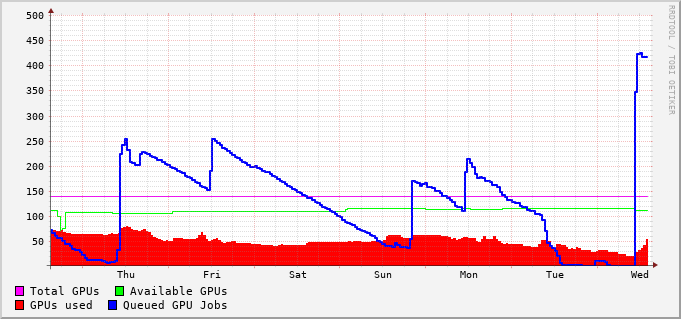 500
450
400
350
300
250
200
150
100
50
Thu Fri Sat Sun Mon Tue Wed
Total GPUs Available GPUs
GPUs used Queued GPU Jobs
RRDTOOL / TOBI OETIKER